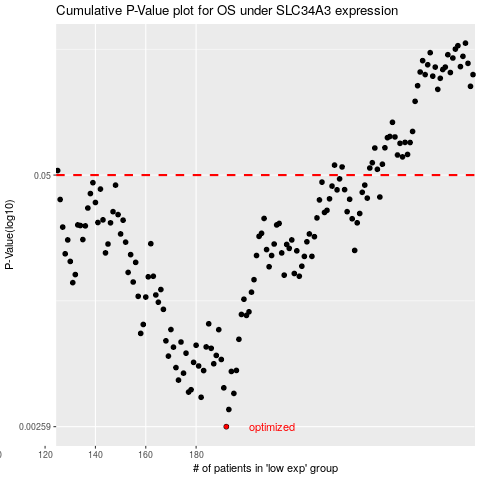 Cumulative P-Value plot for OS under SLC34A3 expression
P-Value(log10)
0.05
0.00259
optimized
0 120 140 160 180
# of patients in 'low exp' group